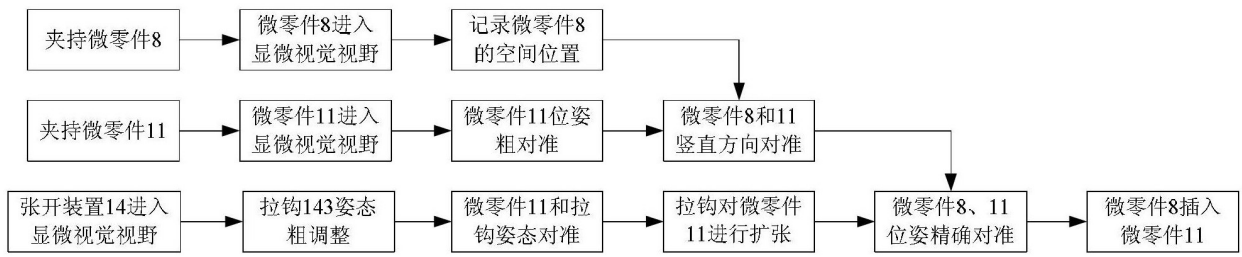 夹持微零件8
微零件8进入
显微视觉视野
记录微零件8
的空间位置
夹持微零件11
微零件11进入
显微视觉视野
微零件11位姿
粗对准
微零件8和11
竖直方向对准
张开装置14进入
显微视觉视野
拉钩143姿态
粗调整
微零件11和拉
钩姿态对准
拉钩对微零件
11进行扩张
微零件8、11
位姿精确对准
微零件8插入
微零件11